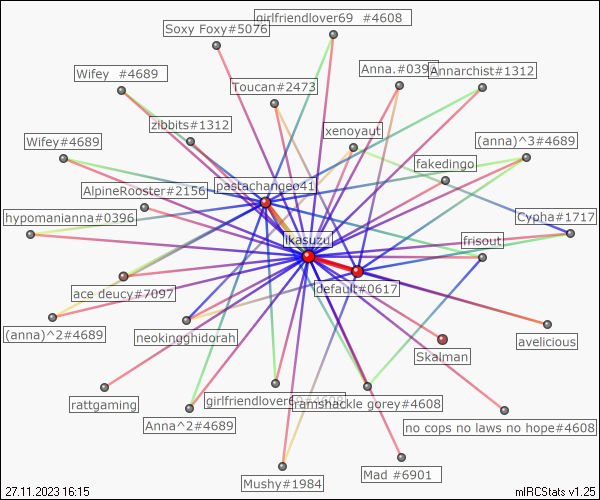 girlfriendlover69  #4608
Soxy Foxy#5076
Wifey  #4689
Anna.#0396
Annarchist#1312
Toucan#2473
zibbits#1312
xenoyaut
Wifey#4689
(anna)^3#4689
fakedingo
AlpineRooster#2156
pastachangeo41
hypomanianna#0396
Cypha#1717
ikasuzu
frisout
default#0617
ace deucy#7097
(anna)^2#4689
neokingghidorah
avelicious
Skalman
rattgaming
girlfriendlover69#4608
ramshackle gorey#4608
Anna^2#4689
no cops no laws no hope#4608
Mushy#1984
Mad #6901
27.11.2023 16:15
mIRCStats v1.25